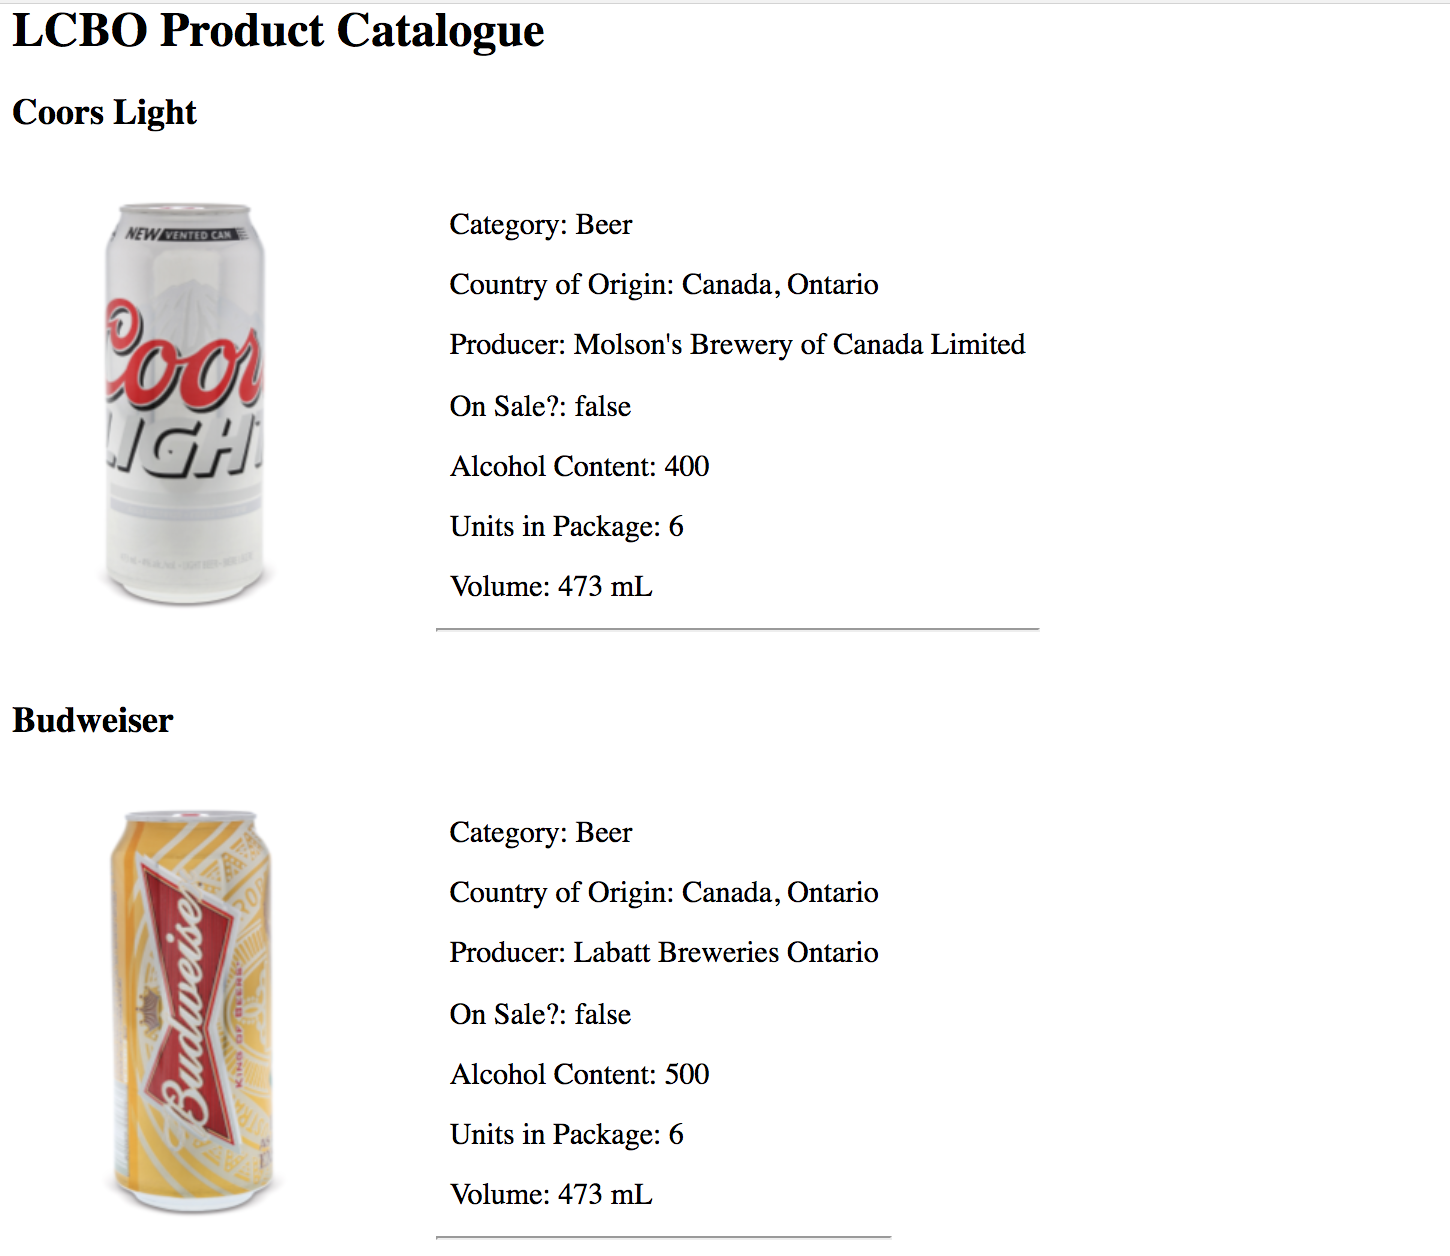 LCBO Product Catalogue
Coors Light
NEW VENTED CAN
Coors
LIGHT
Category: Beer
Country of Origin: Canada, Ontario
Producer: Molson's Brewery of Canada Limited
On Sale?: false
Alcohol Content: 400
Units in Package: 6
Volume: 473 mL
Budweiser
Budweiser
KING OF BEERS
Category: Beer
Country of Origin: Canada, Ontario
Producer: Labatt Breweries Ontario
On Sale?: false
Alcohol Content: 500
Units in Package: 6
Volume: 473 mL